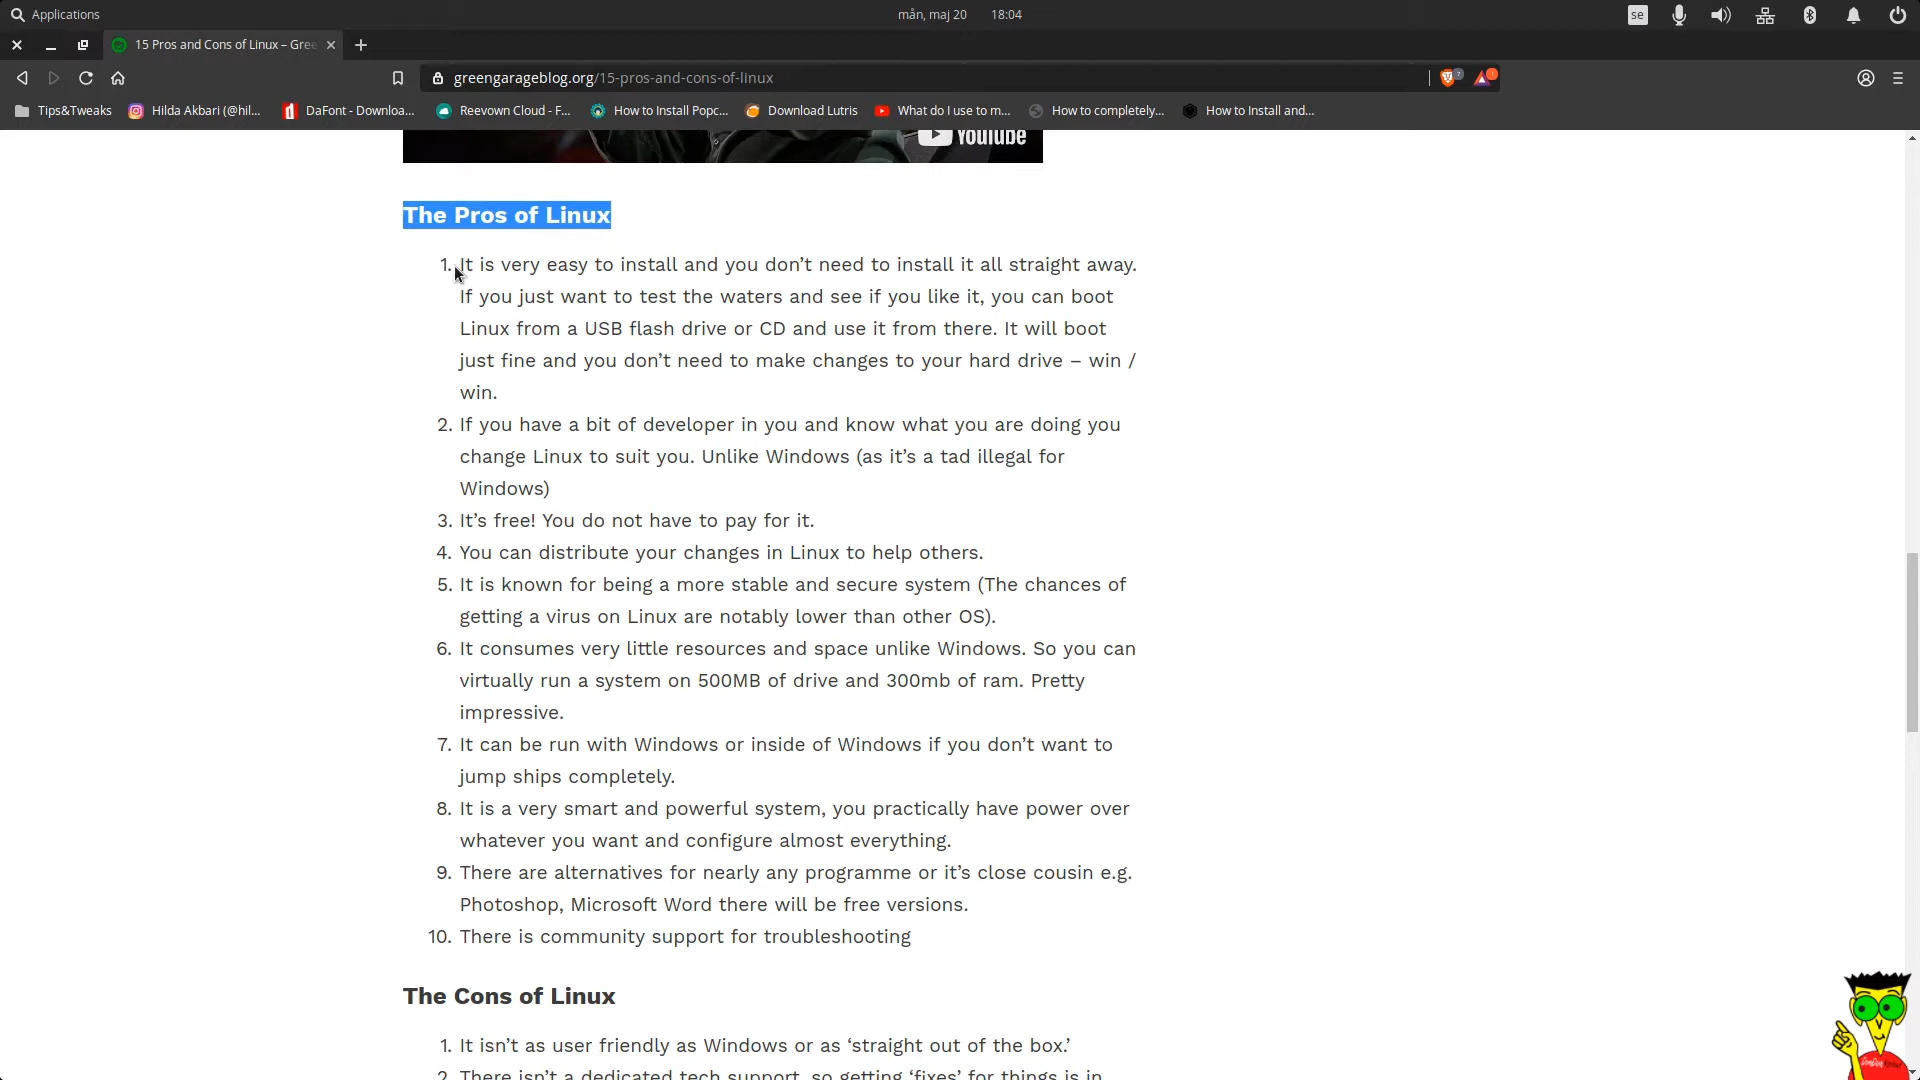 Applications
mån, maj 20 18:04
se
15 Pros and Cons of Linux – Gree
greengarageblog.org/15-pros-and-cons-of-linux
Tips&Tweaks
Hilda Akbari (@hil...
DaFont - Downloa...
Reevown Cloud - F...
How to Install Popc...
Download Lutris
What do I use to m...
How to completely...
How to Install and...
YouTube
The Pros of Linux
1. It is very easy to install and you don’t need to install it all straight away.
If you just want to test the waters and see if you like it, you can boot
Linux from a USB flash drive or CD and use it from there. It will boot
just fine and you don’t need to make changes to your hard drive – win /
win.
2. If you have a bit of developer in you and know what you are doing you
change Linux to suit you. Unlike Windows (as it’s a tad illegal for
Windows)
3. It’s free! You do not have to pay for it.
4. You can distribute your changes in Linux to help others.
5. It is known for being a more stable and secure system (The chances of
getting a virus on Linux are notably lower than other OS).
6. It consumes very little resources and space unlike Windows. So you can
virtually run a system on 500MB of drive and 300mb of ram. Pretty
impressive.
7. It can be run with Windows or inside of Windows if you don’t want to
jump ships completely.
8. It is a very smart and powerful system, you practically have power over
whatever you want and configure almost everything.
9. There are alternatives for nearly any programme or it’s close cousin e.g.
Photoshop, Microsoft Word there will be free versions.
10. There is community support for troubleshooting
The Cons of Linux
1. It isn’t as user friendly as Windows or as ‘straight out of the box.’
2. There isn’t a dedicated tech support, so getting ‘fixes’ for things is in